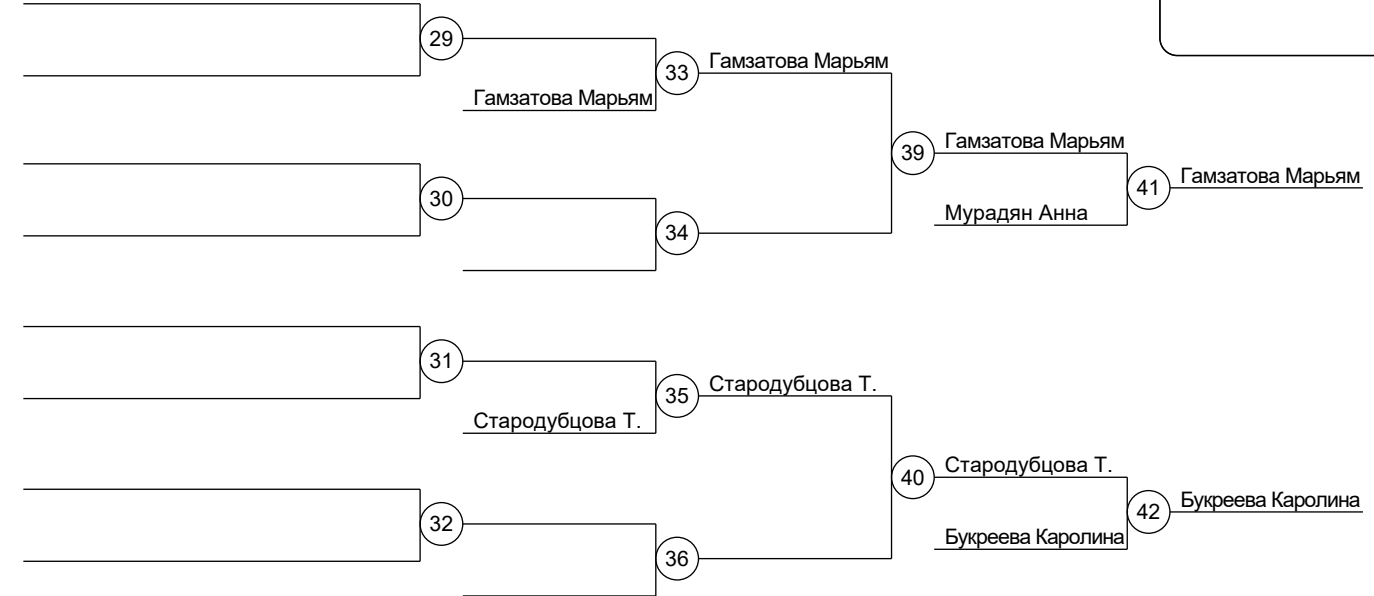 29
Гамзатова Марьям
33
Гамзатова Марьям
39
Гамзатова Марьям
41
Гамзатова Марьям
Мурадян Анна
30
34
31
Стародубцова Т.
35
Стародубцова Т.
40
Стародубцова Т.
42
Букреева Каролина
Букреева Каролина
32
36